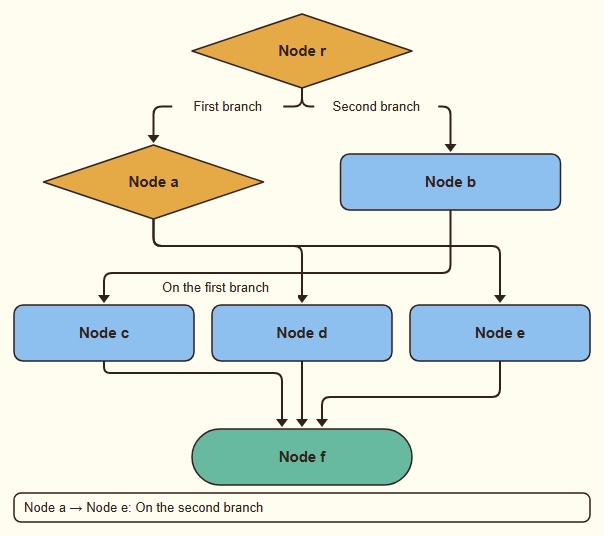 Node r
First branch
Second branch
Node a
Node b
On the first branch
Node c
Node d
Node e
Node f
Node a → Node e: On the second branch